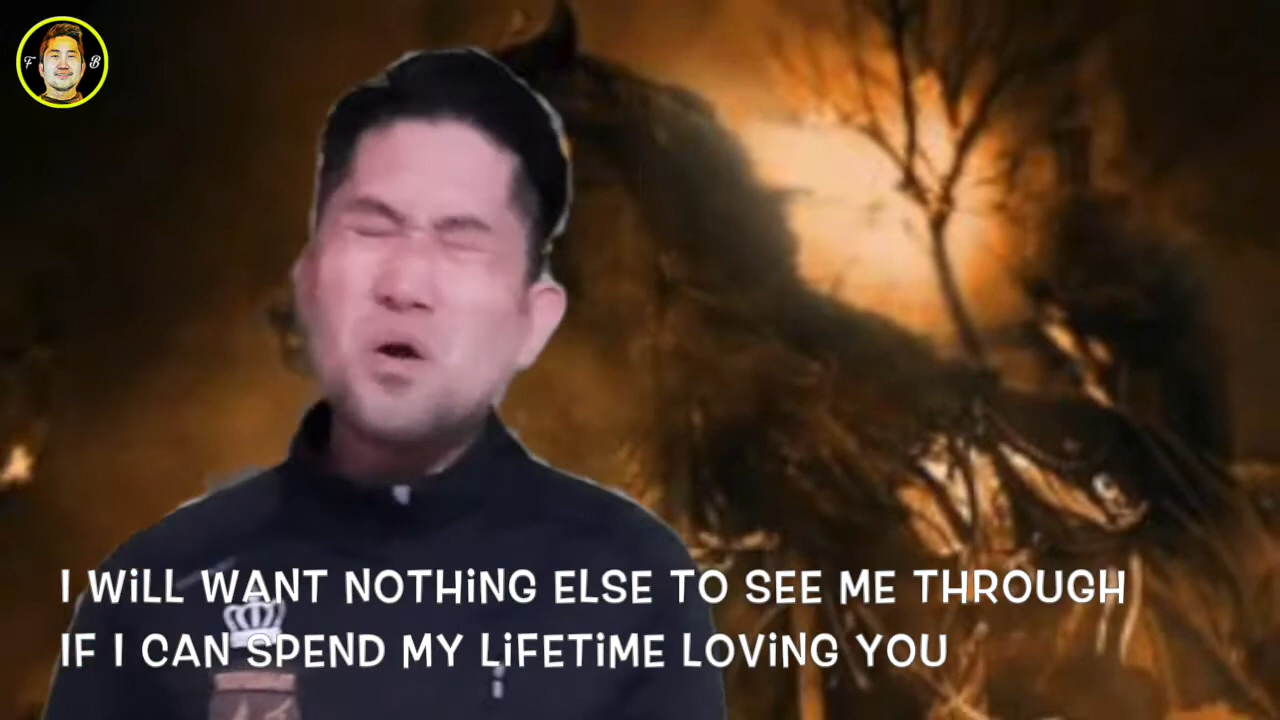 F B
I WiLL WANT NOTHiNG ELSE TO SEE ME THROUGH
IF I CAN SPEND MY LiFETiME LOViNG YOU